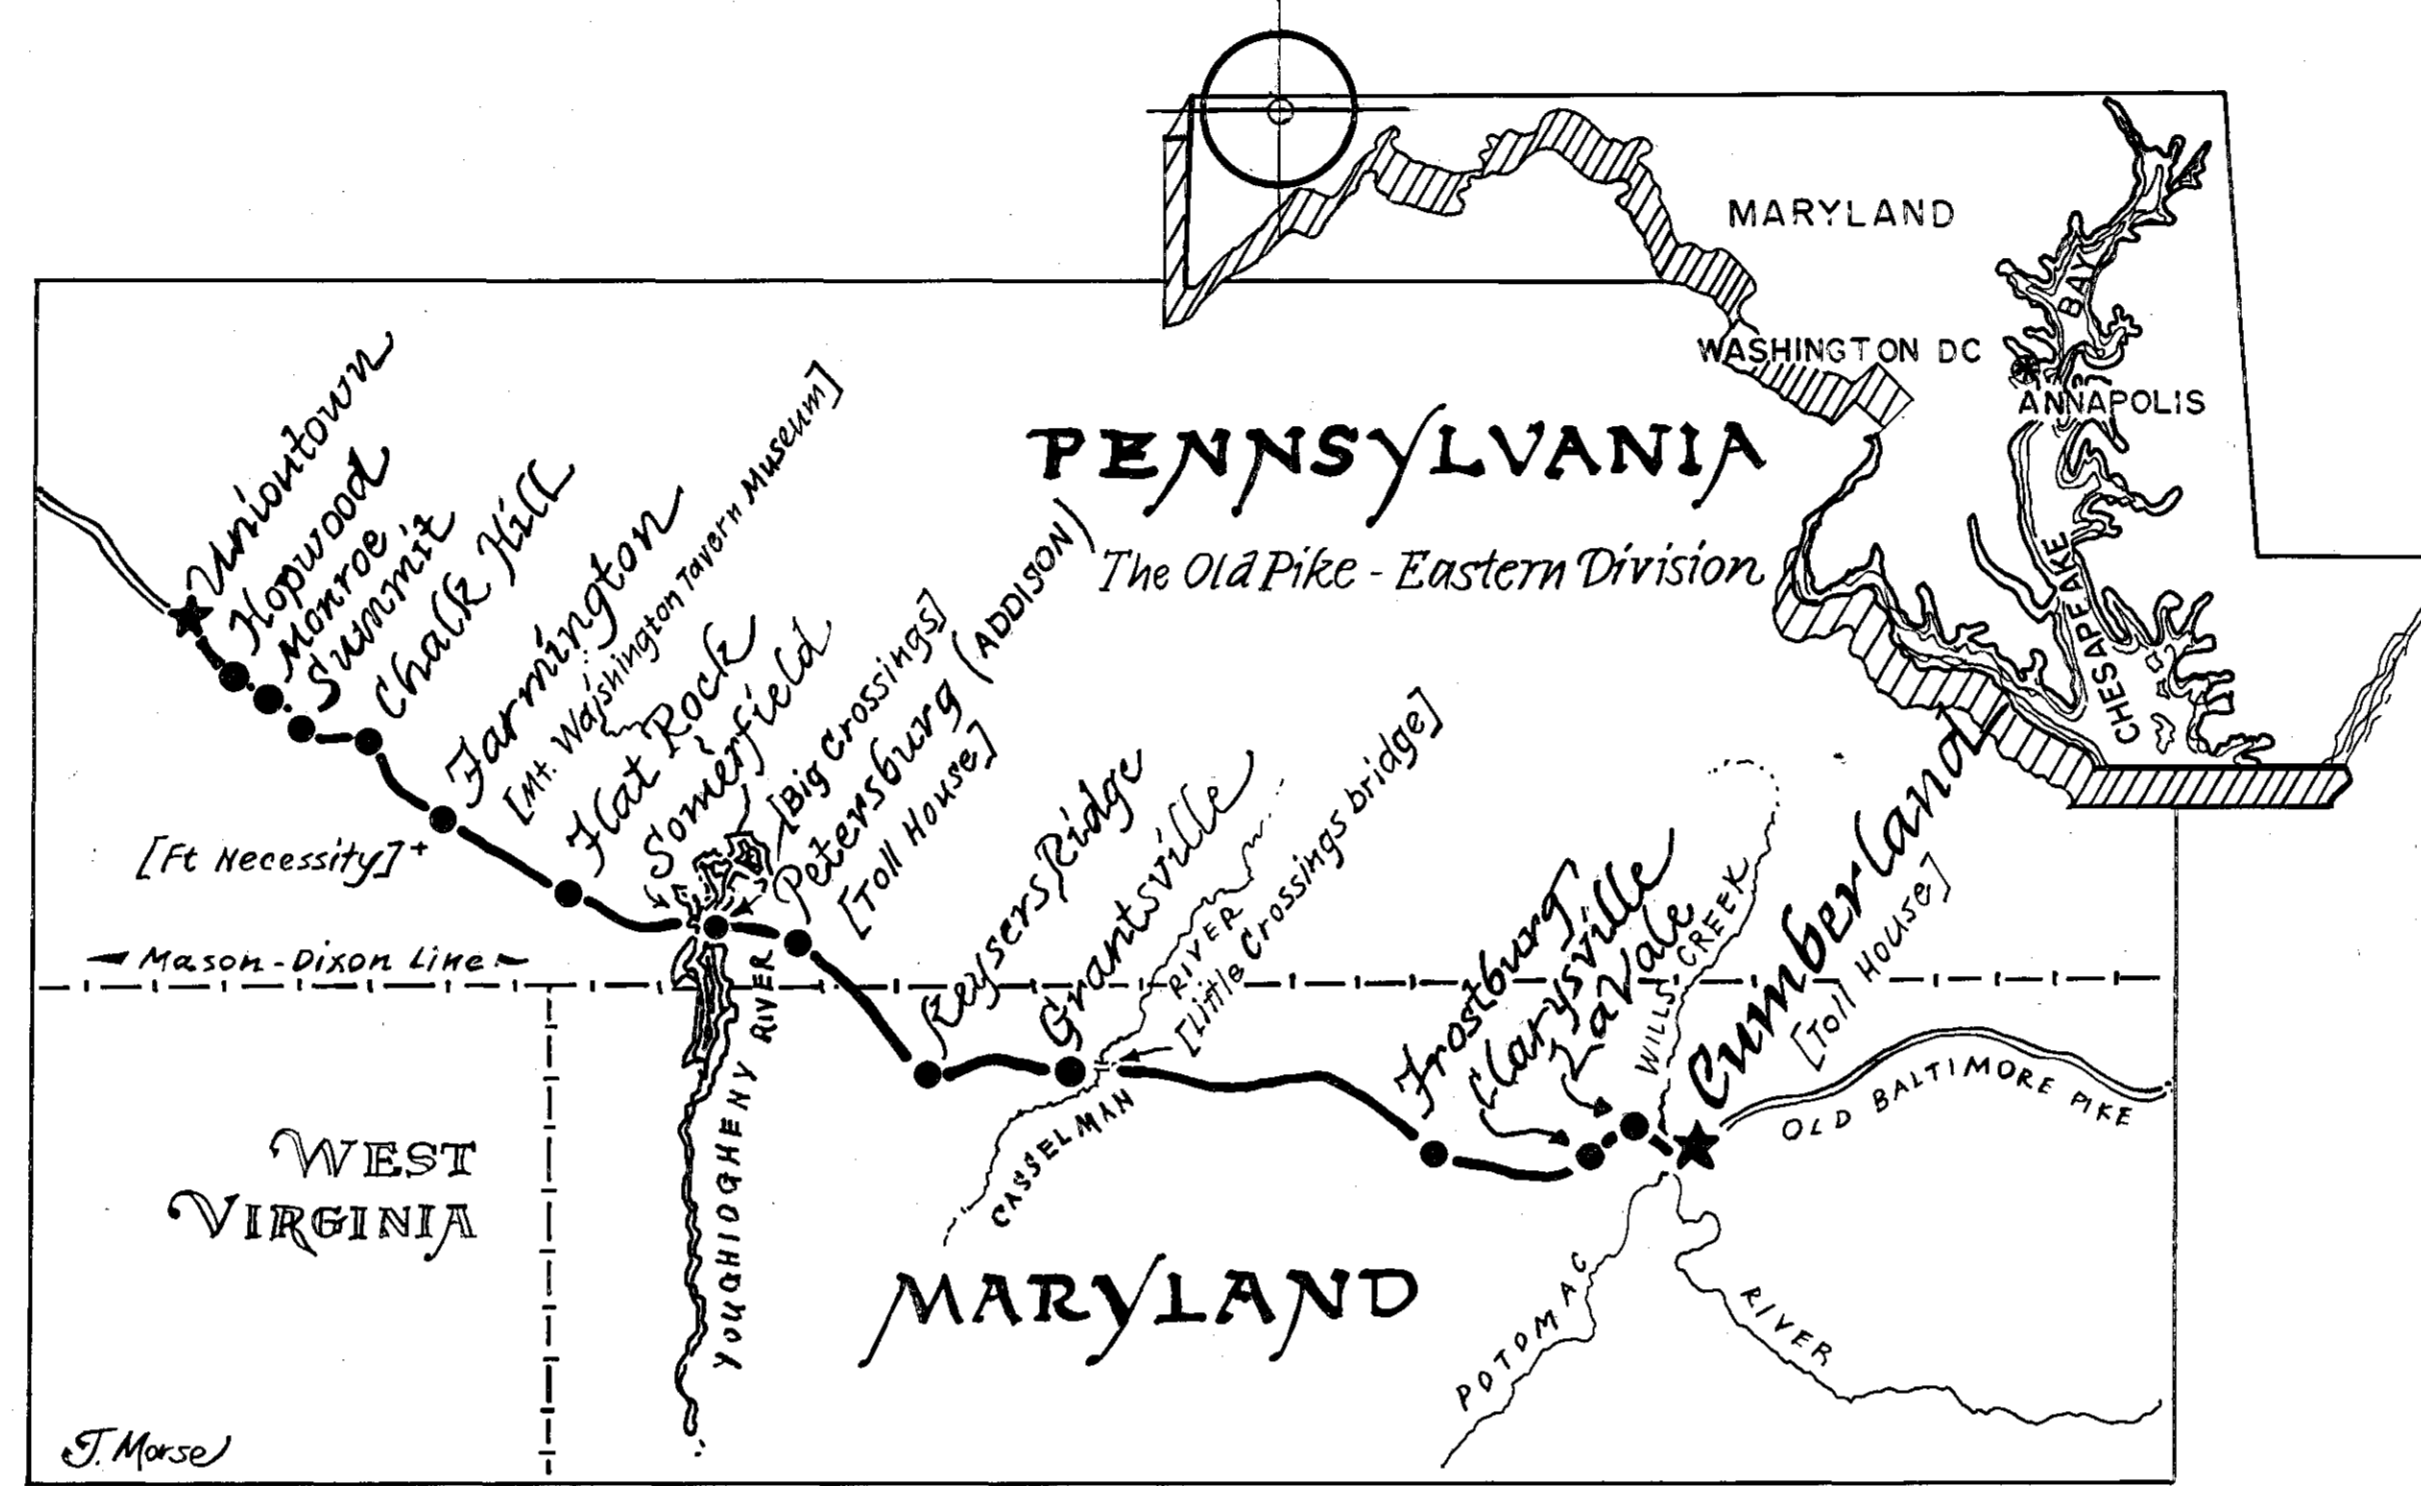 MARYLAND
WASHINGTON DC
BAY
ANNAPOLIS
CHESAPEAKE
PENNSYLVANIA
The Old Pike - Eastern Division
Uniontown
Hopwood
Monroe
Summit
Chalk Hill
Farmington
[Mt. Washington Tavern Museum]
Flat Rock
Somerfield
[Big Crossings]
Petersburg (ADDISON)
[Toll House]
Keysers Ridge
Grantsville
RIVER
[Little Crossings bridge]
Frostburg
Clarysville
LaVale
WILLS CREEK
Cumberland
[Toll House]
[Ft Necessity]+
Mason-Dixon Line
OLD BALTIMORE PIKE
YOUGHIOGHENY RIVER
CASSELMAN
WEST
VIRGINIA
MARYLAND
POTOMAC
RIVER
J. Morse